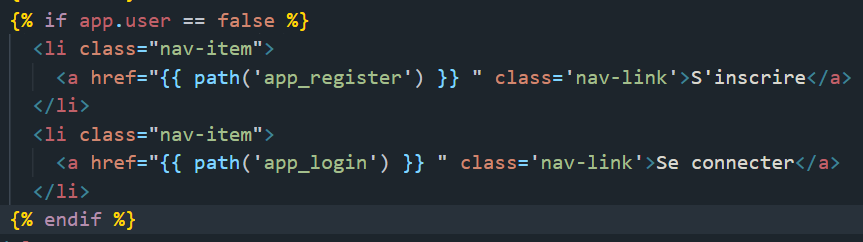 {% if app.user == false %}
<li class="nav-item">
<a href="{{ path('app_register') }} " class='nav-link'>S'inscrire</a>
</li>
<li class="nav-item">
<a href="{{ path('app_login') }} " class='nav-link'>Se connecter</a>
</li>
{% endif %}